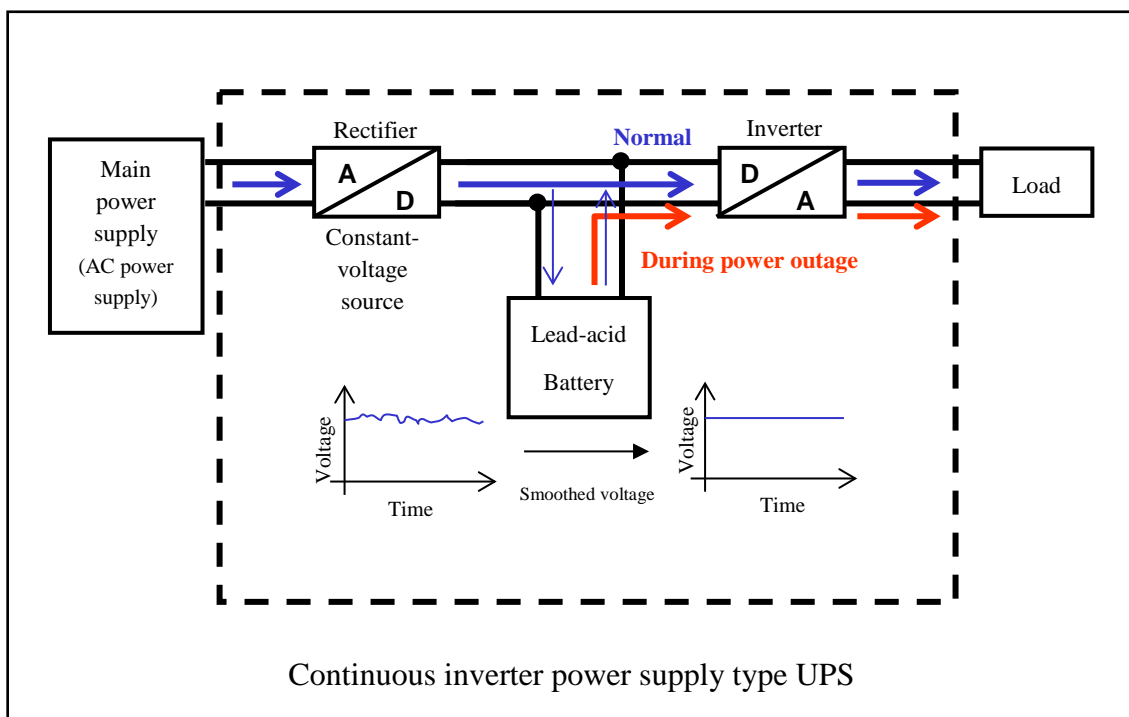 Main
power
supply
(AC power
supply)
Rectifier
A
D
Constant-
voltage
source
Normal
Inverter
D
A
Load
During power outage
Lead-acid
Battery
Voltage
Time
Smoothed voltage
Voltage
Time
Continuous inverter power supply type UPS